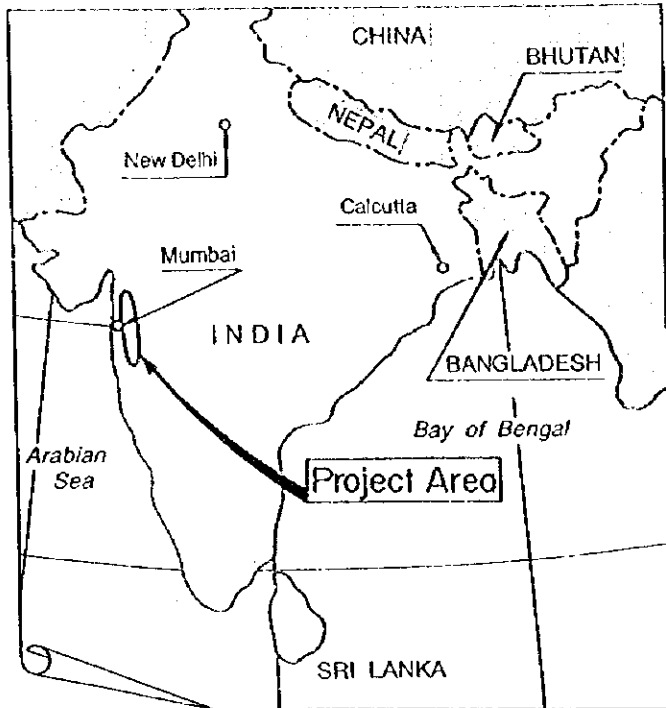 CHINA
BHUTAN
NEPAL
New Delhi
Calcutta
Mumbai
INDIA
BANGLADESH
Bay of Bengal
Arabian
Sea
Project Area
SRI LANKA